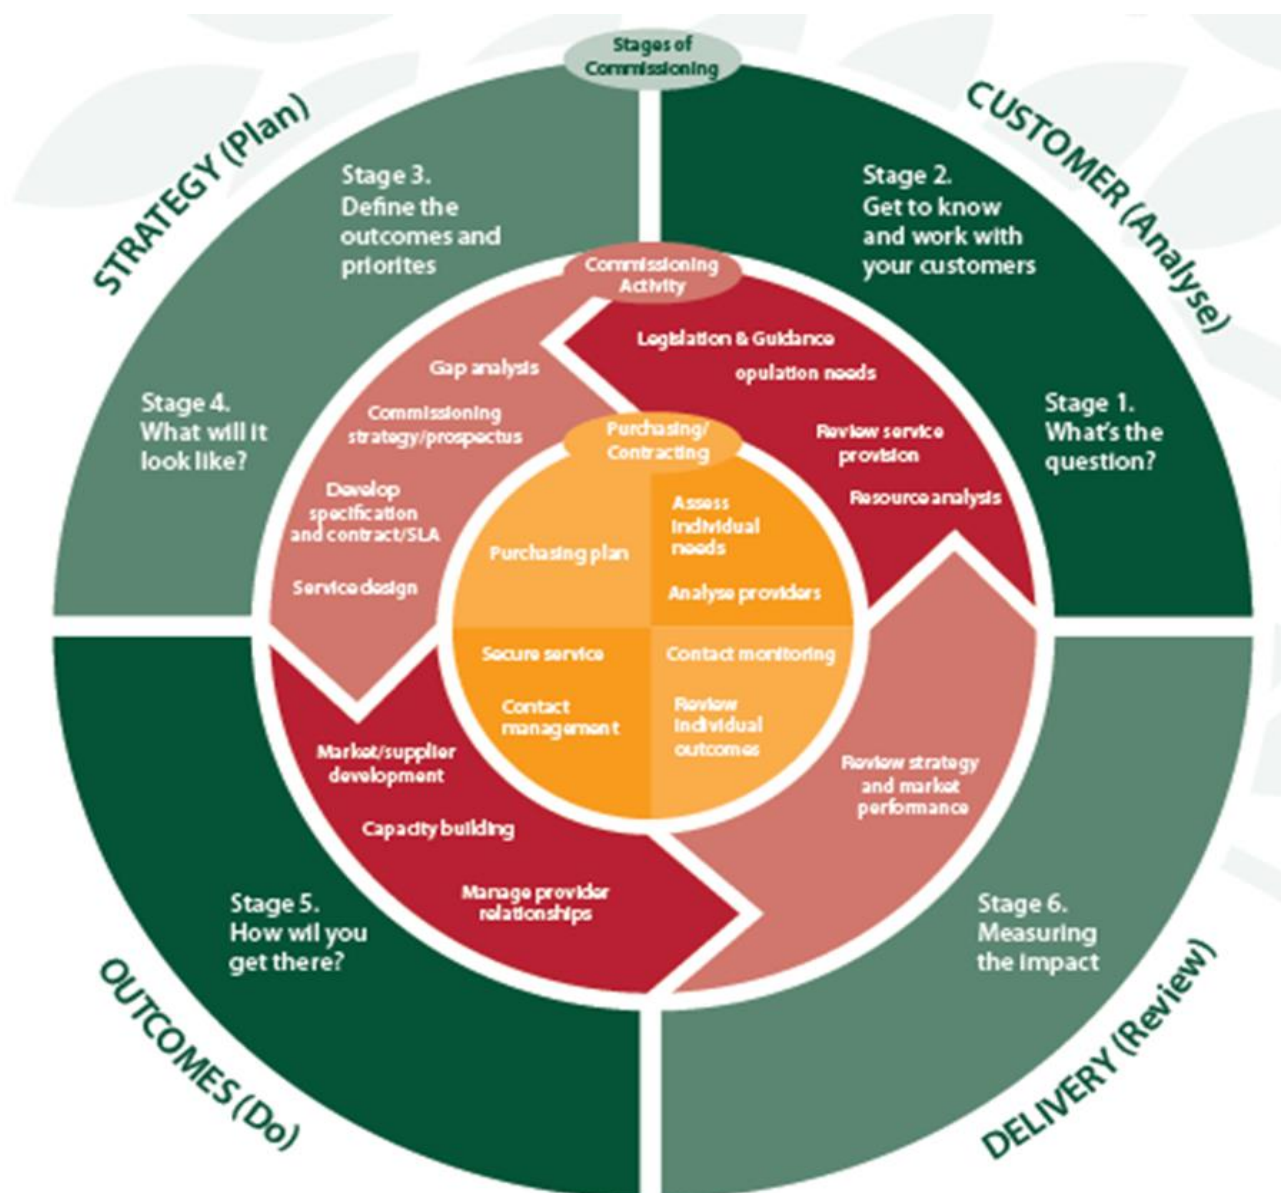 Stages of
Commissioning
STRATEGY (Plan)
CUSTOMER (Analyse)
Stage 3.
Define the
outcomes and
priorites
Stage 2.
Get to know
and work with
your customers
Stage 4.
What will it
look like?
Stage 1.
What's the
question?
Commissioning
Activity
Legislation & Guidance
opulation needs
Review service
provision
Resource analysis
Gap analysis
Commissioning
strategy/prospectus
Develop
specification
and contract/SLA
Service design
Purchasing/
Contracting
Purchasing plan
Assess
individual
needs
Analyse providers
Secure service
Contact
management
Contact monitoring
Review
individual
outcomes
Market/supplier
development
Capacity building
Manage provider
relationships
Review strategy
and market
performance
Stage 5.
How wil you
get there?
Stage 6.
Measuring
the impact
OUTCOMES (Do)
DELIVERY (Review)